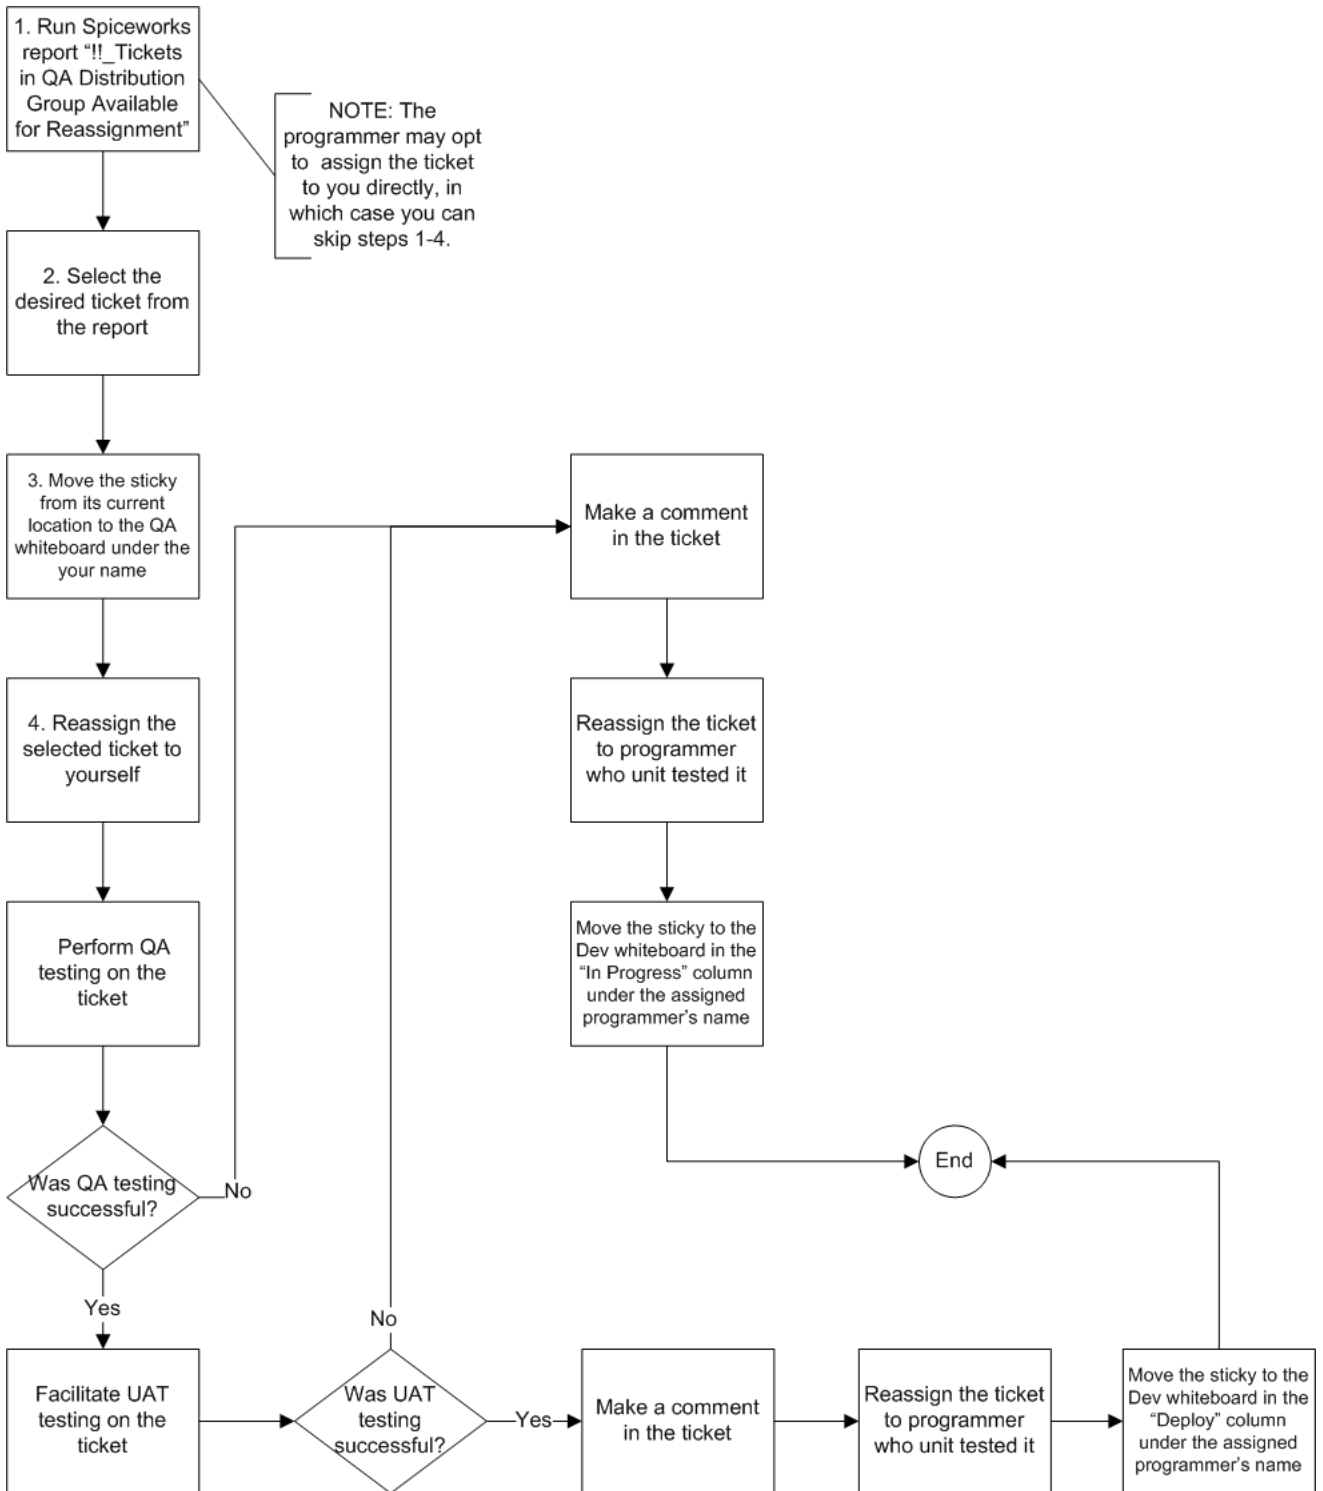 1. Run Spiceworks
report “!!_Tickets
in QA Distribution
Group Available
for Reassignment”
NOTE: The
programmer may opt
to assign the ticket
to you directly, in
which case you can
skip steps 1-4.
2. Select the
desired ticket from
the report
3. Move the sticky
from its current
location to the QA
whiteboard under the
your name
Make a comment
in the ticket
4. Reassign the
selected ticket to
yourself
Reassign the ticket
to programmer
who unit tested it
Perform QA
testing on the
ticket
Move the sticky to the
Dev whiteboard in the
“In Progress” column
under the assigned
programmer’s name
End
Was QA testing
successful?
No
Yes
No
Facilitate UAT
testing on the
ticket
Was UAT
testing
successful?
Yes
Make a comment
in the ticket
Reassign the ticket
to programmer
who unit tested it
Move the sticky to the
Dev whiteboard in the
“Deploy” column
under the assigned
programmer’s name